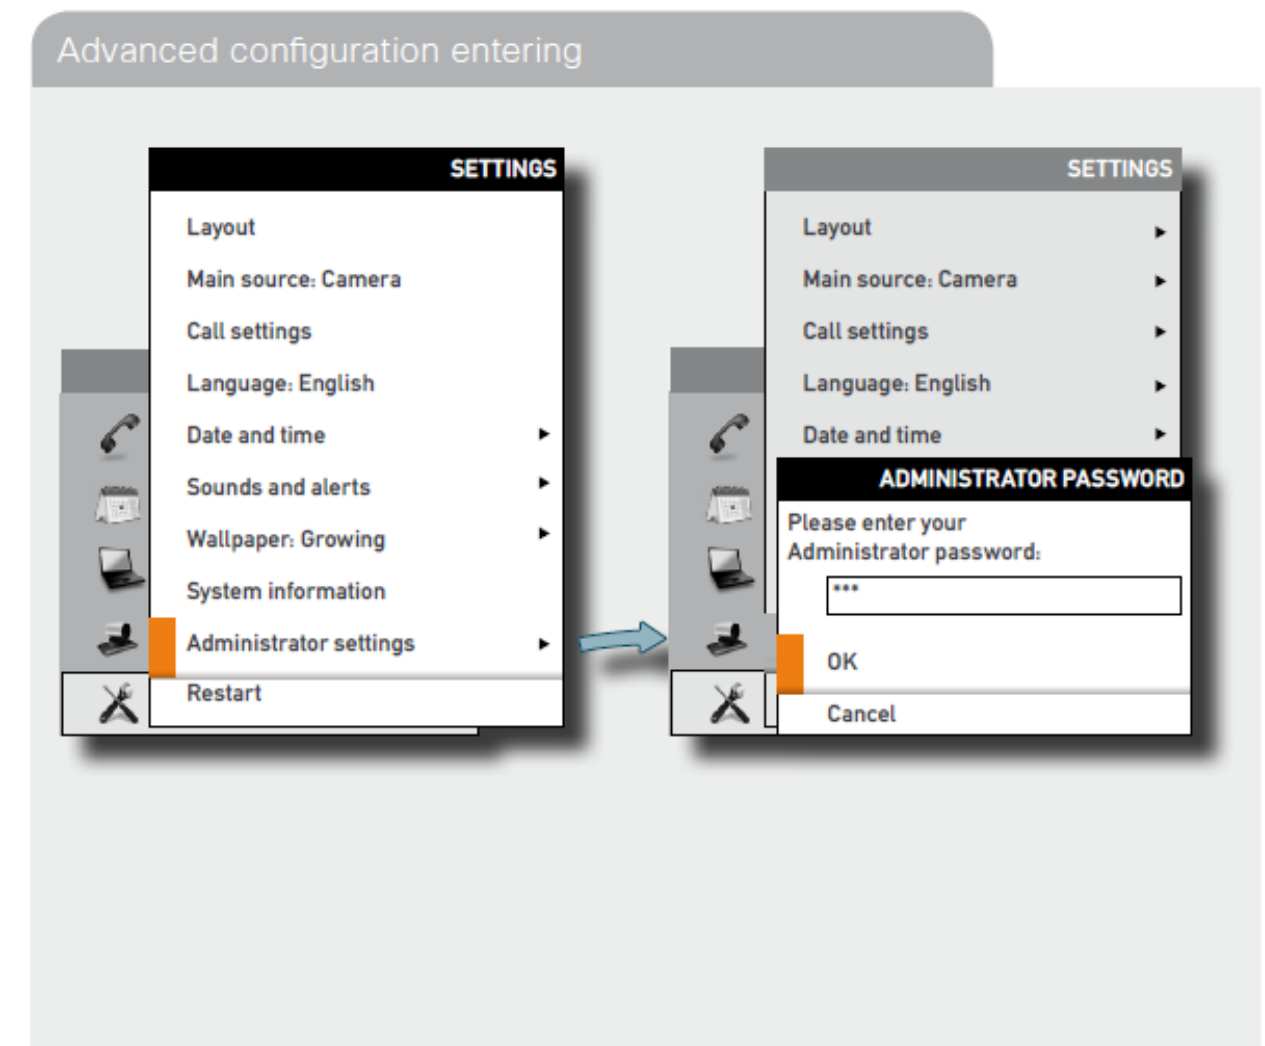 Advanced configuration entering
SETTINGS
Layout
Main source: Camera
Call settings
Language: English
Date and time
Sounds and alerts
Wallpaper: Growing
System information
Administrator settings
Restart
SETTINGS
Layout
Main source: Camera
Call settings
Language: English
Date and time
ADMINISTRATOR PASSWORD
Please enter your
Administrator password:
***
OK
Cancel